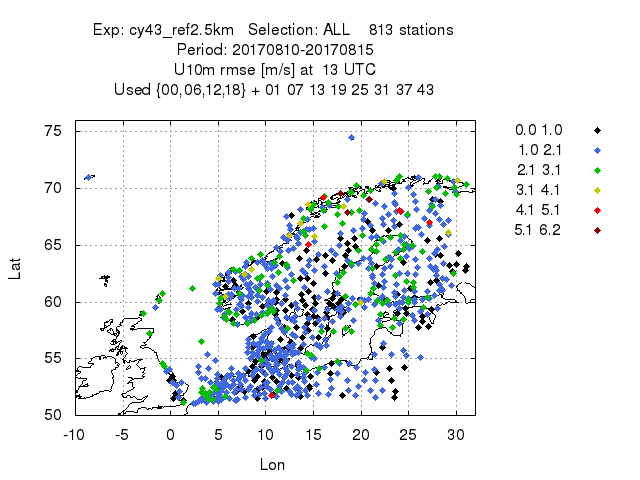 Exp: cy43_ref2.5km Selection: ALL 813 stations
Period: 20170810-20170815
U10m rmse [m/s] at 13 UTC
Used {00,06,12,18} + 01 07 13 19 25 31 37 43
75
70
65
60
55
50
Lat
-10 -5 0 5 10 15 20 25 30
Lon
0.0 1.0
1.0 2.1
2.1 3.1
3.1 4.1
4.1 5.1
5.1 6.2